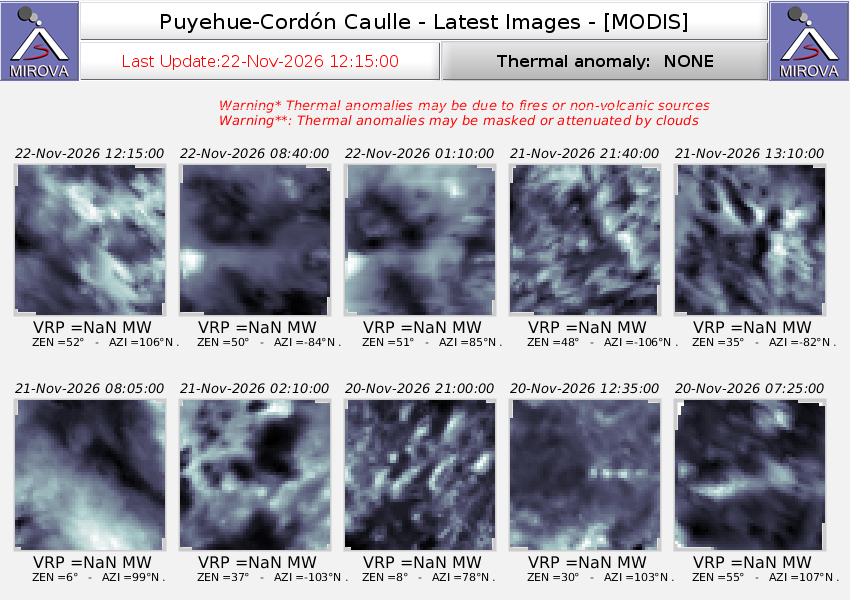 Puyehue-Cordón Caulle - Latest Images - [MODIS]
MIROVA
Last Update:22-Nov-2026 12:15:00
Thermal anomaly: NONE
MIROVA
Warning* Thermal anomalies may be due to fires or non-volcanic sources
Warning**: Thermal anomalies may be masked or attenuated by clouds
22-Nov-2026 12:15:00 22-Nov-2026 08:40:00 22-Nov-2026 01:10:00 21-Nov-2026 21:40:00 21-Nov-2026 13:10:00
VRP =NaN MW VRP =NaN MW VRP =NaN MW VRP =NaN MW VRP =NaN MW
ZEN =52° - AZI =106°N . ZEN =50° - AZI =-84°N . ZEN =51° - AZI =85°N . ZEN =48° - AZI =-106°N . ZEN =35° - AZI =-82°N .
21-Nov-2026 08:05:00 21-Nov-2026 02:10:00 20-Nov-2026 21:00:00 20-Nov-2026 12:35:00 20-Nov-2026 07:25:00
VRP =NaN MW VRP =NaN MW VRP =NaN MW VRP =NaN MW VRP =NaN MW
ZEN =6° - AZI =99°N . ZEN =37° - AZI =-103°N . ZEN =8° - AZI =78°N . ZEN =30° - AZI =103°N . ZEN =55° - AZI =107°N .